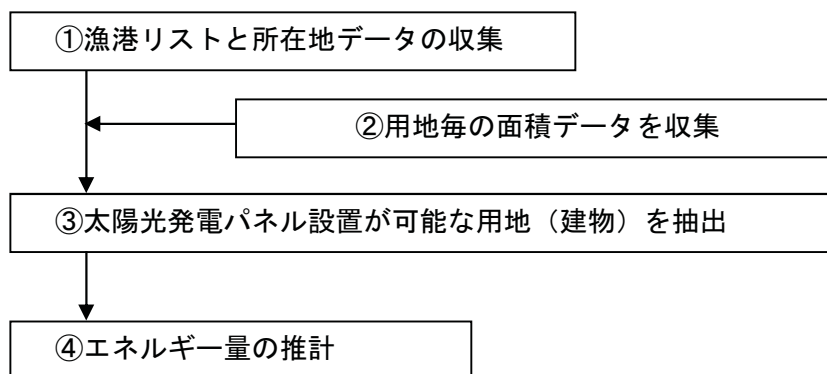 ①漁港リストと所在地データの収集
②用地毎の面積データを収集
③太陽光発電パネル設置が可能な用地（建物）を抽出
④エネルギー量の推計